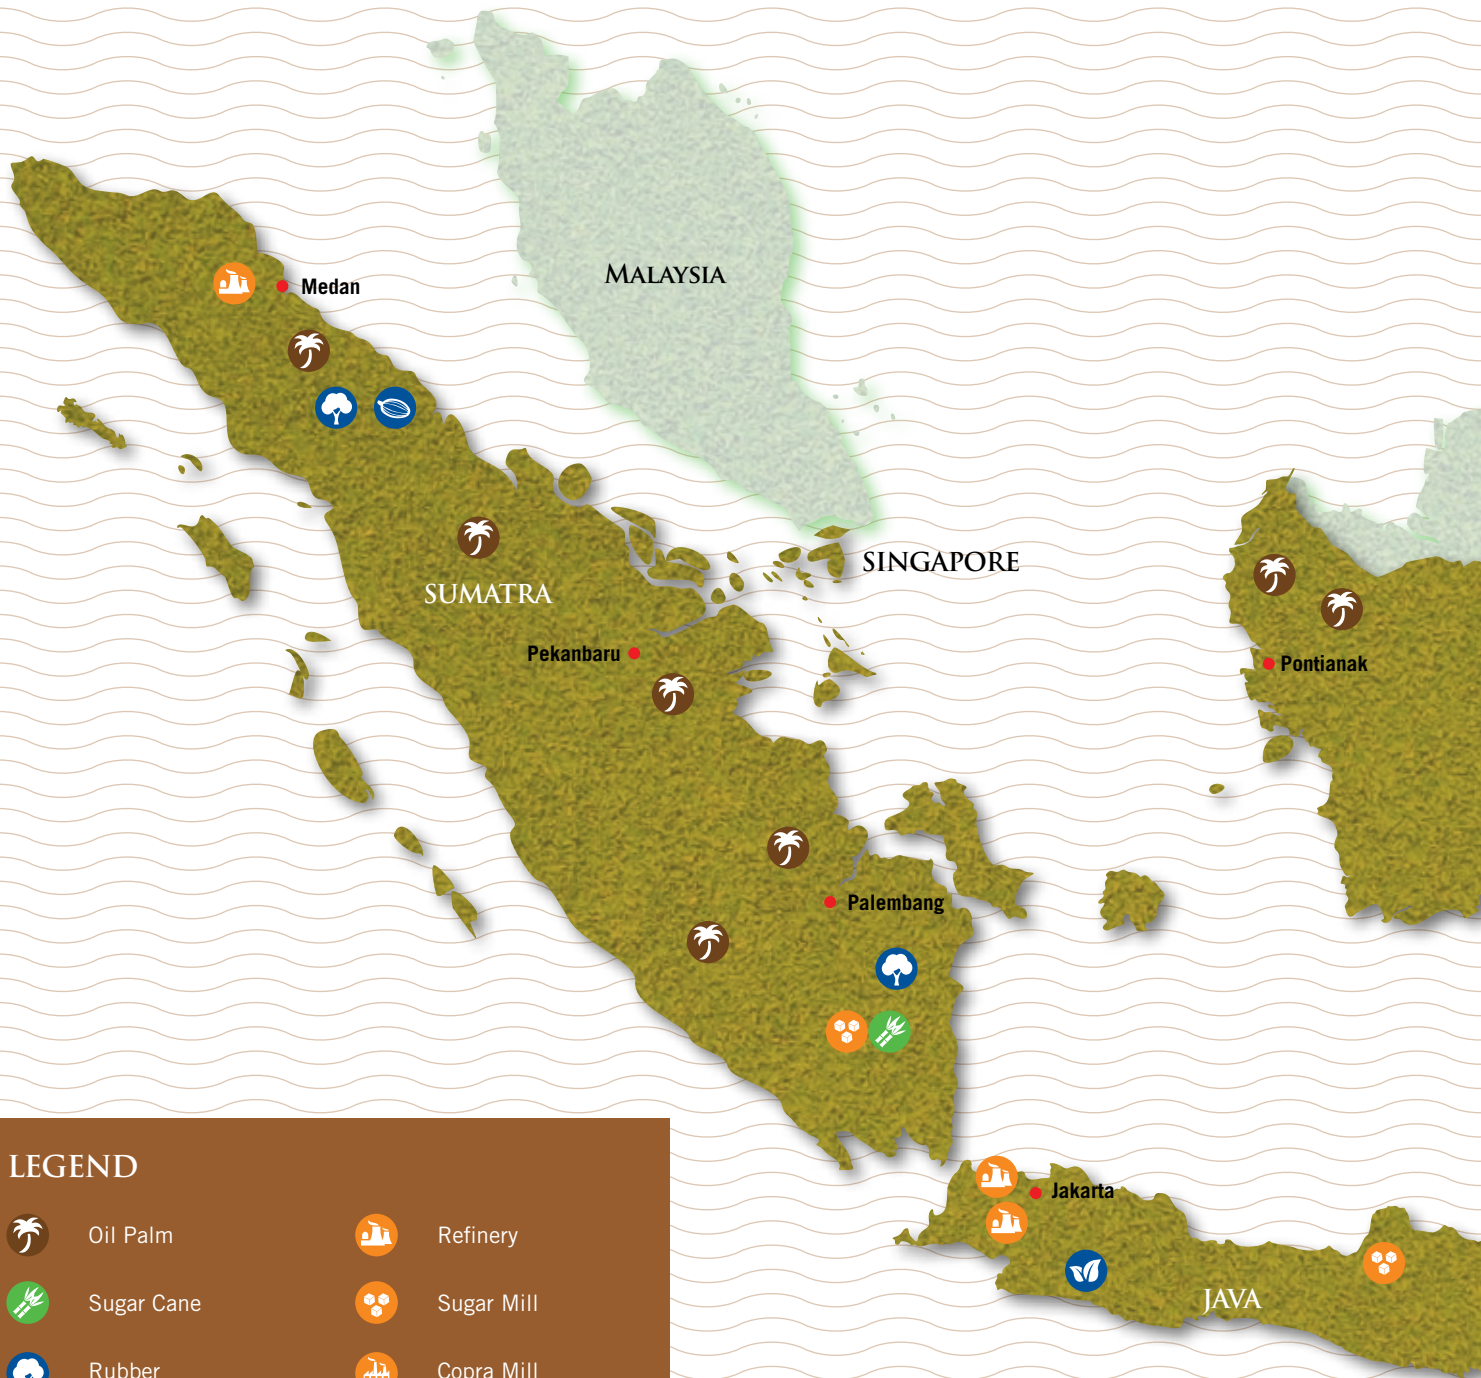 MALAYSIA
Medan
SINGAPORE
SUMATRA
Pekanbaru
Pontianak
Palembang
Jakarta
JAVA
LEGEND
Oil Palm
Refinery
Sugar Cane
Sugar Mill
Rubber
Copra Mill